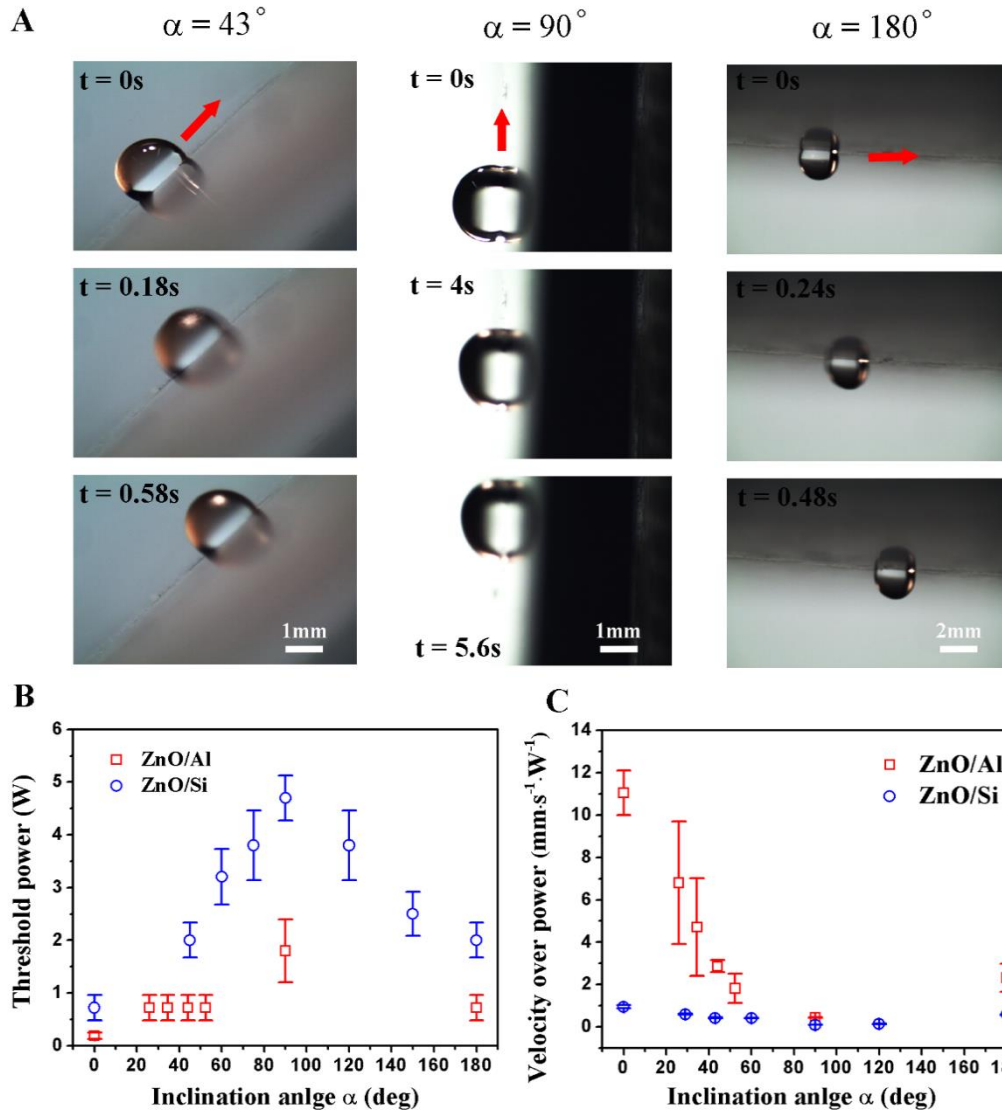 A
α = 43°
α = 90°
α = 180°
t = 0s
t = 0s
t = 0s
t = 0.18s
t = 4s
t = 0.24s
t = 0.58s
t = 5.6s
t = 0.48s
1mm
1mm
2mm
B
ZnO/Al
ZnO/Si
Threshold power (W)
6
5
4
3
2
1
0
0 20 40 60 80 100 120 140 160 180
Inclination anlge α (deg)
C
ZnO/Al
ZnO/Si
Velocity over power (mm·s⁻¹·W⁻¹)
14
12
10
8
6
4
2
0
0 20 40 60 80 100 120 140 160 18
Inclination anlge α (deg)